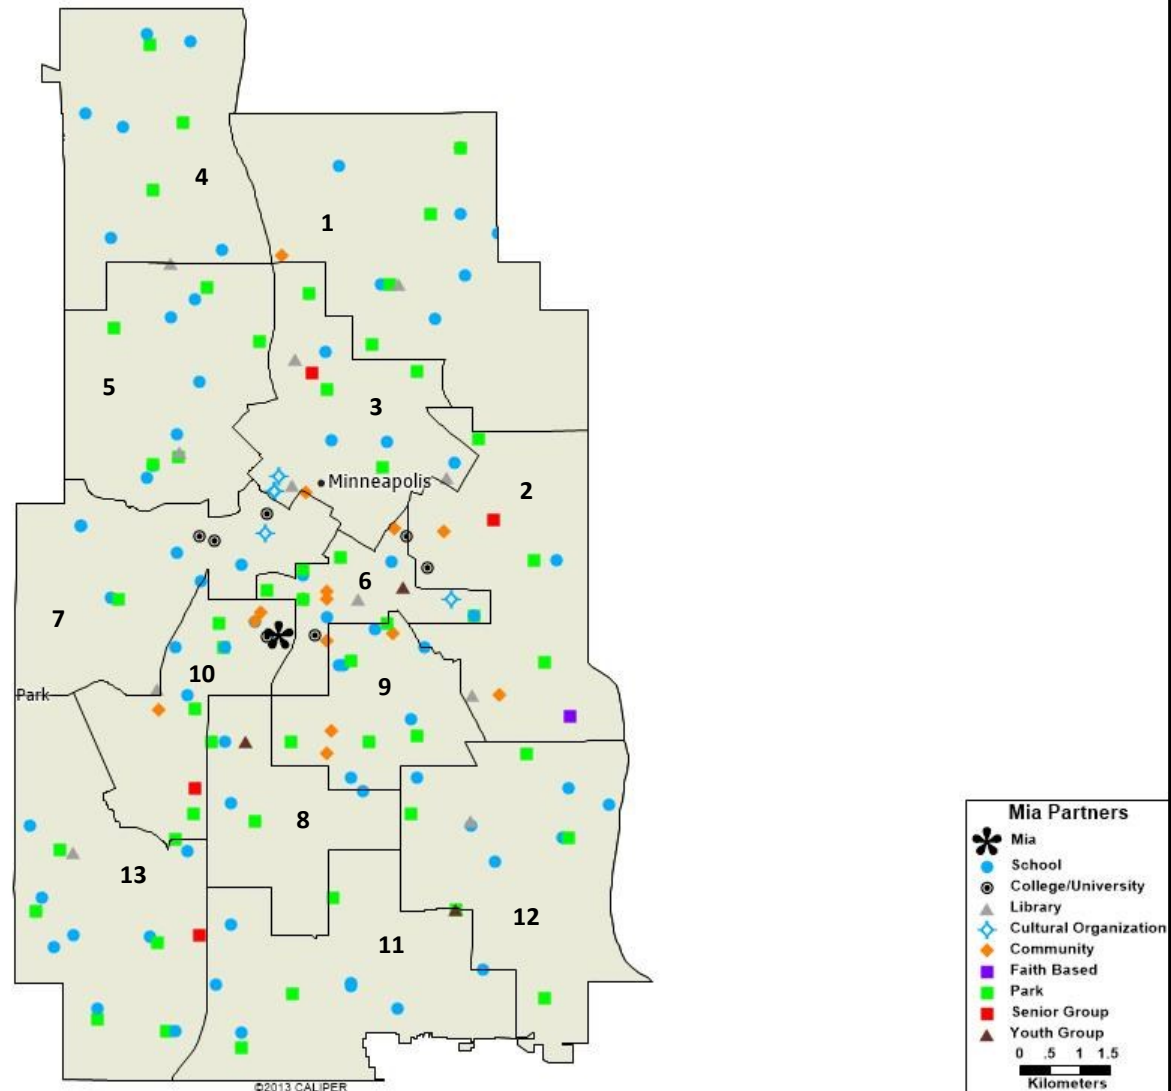 4
1
5
3
Minneapolis
2
6
7
10
9
Park
8
13
12
11
©2013 CALIPER
Mia Partners
Mia
School
College/University
Library
Cultural Organization
Community
Faith Based
Park
Senior Group
Youth Group
0 .5 1 1.5
Kilometers